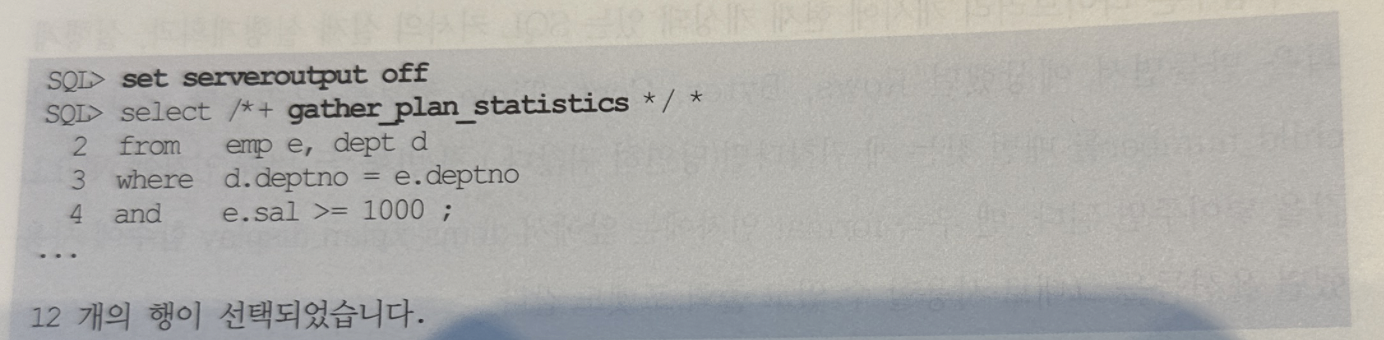 SQL> set serveroutput off
SQL> select /*+ gather_plan_statistics */ *
2 from emp e, dept d
3 where d.deptno = e.deptno
4 and e.sal >= 1000 ;
...
12 개의 행이 선택되었습니다.